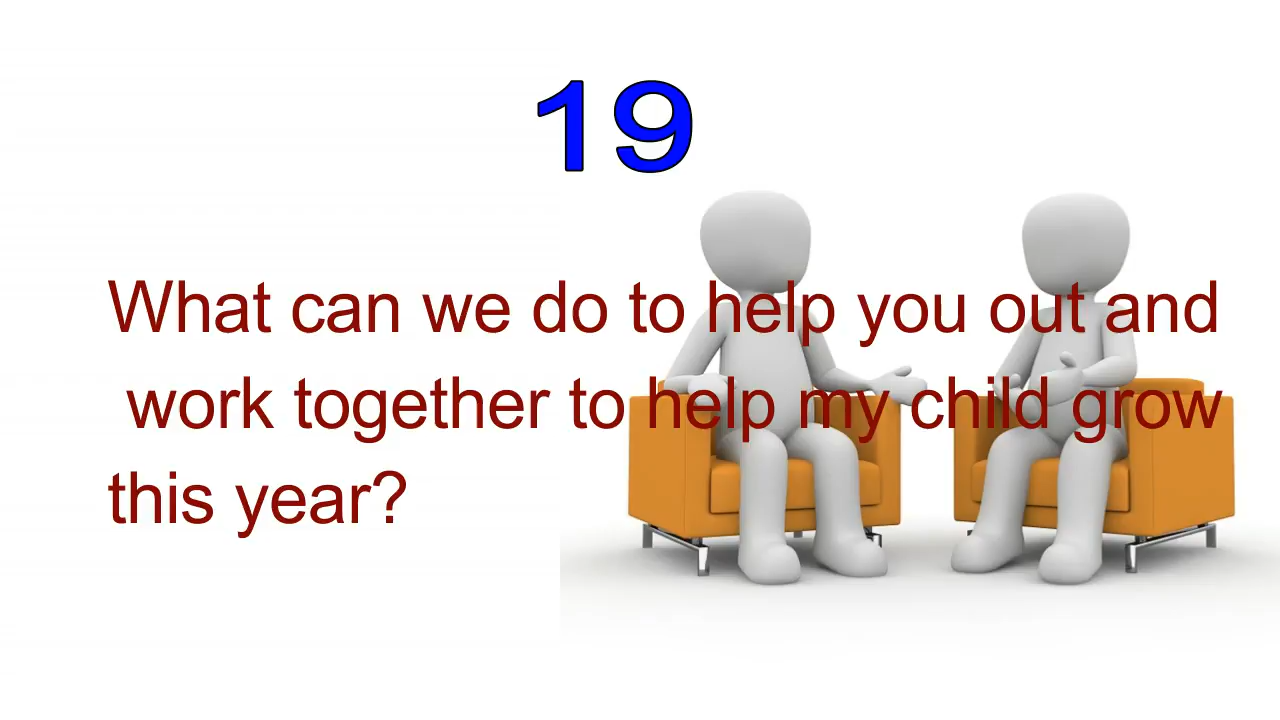 19
What can we do to help you out and
work together to help my child grow
this year?